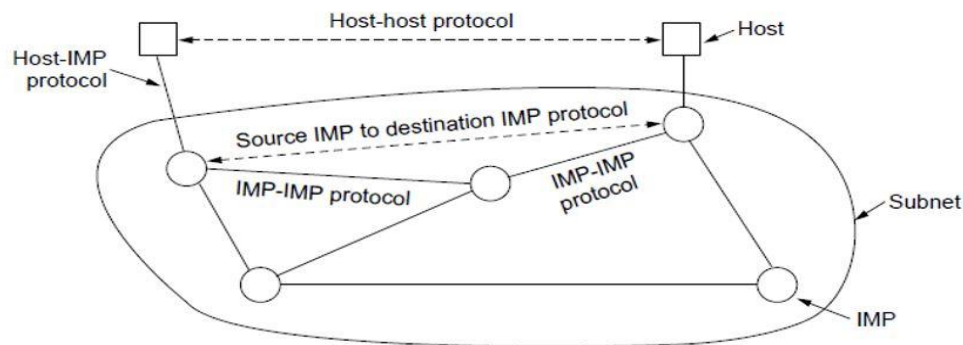 Host-host protocol
Host
Host-IMP
protocol
Source IMP to destination IMP protocol
IMP-IMP protocol
IMP-IMP
protocol
Subnet
IMP